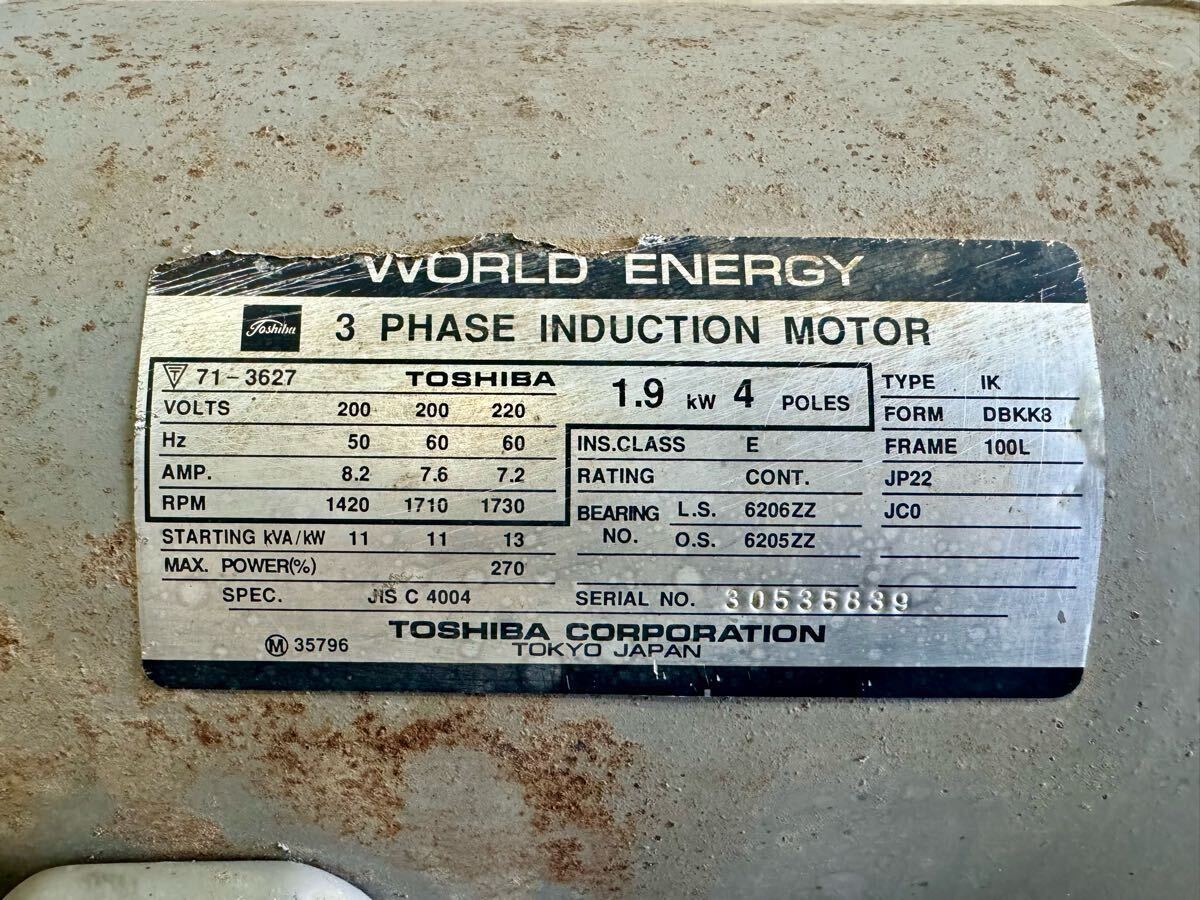 WORLD ENERGY
Toshiba 3 PHASE INDUCTION MOTOR
T 71-3627 TOSHIBA 1.9 kW 4 POLES TYPE IK
VOLTS 200 200 220 FORM DBKK8
Hz 50 60 60 INS.CLASS E FRAME 100L
AMP. 8.2 7.6 7.2 RATING CONT. JP22
RPM 1420 1710 1730 BEARING NO. L.S. 6206ZZ JC0
STARTING kVA/kW 11 11 13 O.S. 6205ZZ
MAX. POWER(%) 270
SPEC. JIS C 4004 SERIAL NO. 30535839
TOSHIBA CORPORATION
M 35796 TOKYO JAPAN